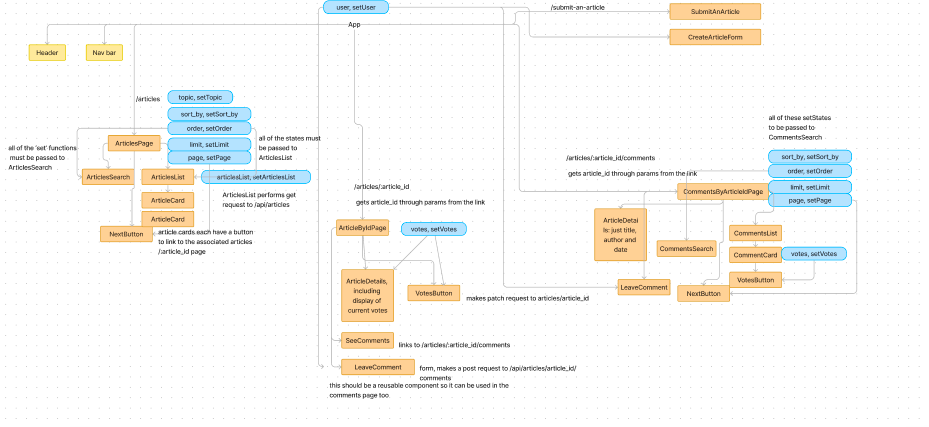 user, setUser
/submit-an-article
SubmitAnArticle
App
CreateArticleForm
Header
Nav bar
/articles
topic, setTopic
sort_by, setSort_by
order, setOrder
limit, setLimit
page, setPage
all of the states must
be passed to
ArticlesList
all of the 'set' functions
must be passed to
ArticlesSearch
ArticlesPage
ArticlesSearch
ArticlesList
articlesList, setArticlesList
ArticlesList performs get
request to /api/articles
ArticleCard
ArticleCard
NextButton
article cards each have a button
to link to the associated articles
/:article_id page
/articles/:article_id
gets article_id through params from the link
ArticleByIdPage
votes, setVotes
ArticleDetails,
including
display of
current votes
VotesButton
makes patch request to articles/article_id
SeeComments
links to /articles/:article_id/comments
LeaveComment
form, makes a post request to /api/articles/article_id/
comments
this should be a reusable component so it can be used in the
comments page too
all of these setStates
to be passed to
CommentsSearch
/articles/:article_id/comments
gets article_id through params from the link
sort_by, setSort_by
order, setOrder
limit, setLimit
page, setPage
CommentsByArticleIdPage
ArticleDetai
ls: just title,
author and
date
CommentsSearch
CommentsList
CommentCard
votes, setVotes
VotesButton
LeaveComment
NextButton